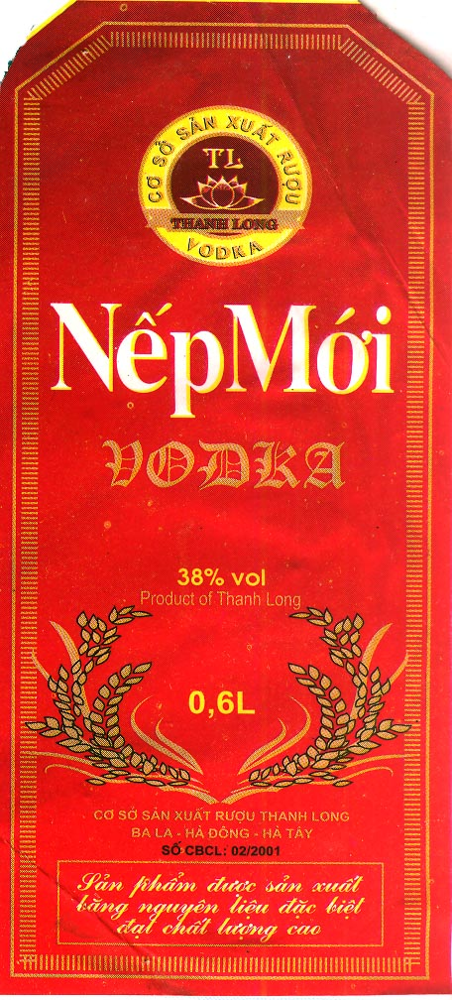 CƠ SỞ SẢN XUẤT RƯỢU
TL
THANH LONG
VODKA
NếpMới
VODKA
38% vol
Product of Thanh Long
0,6L
CƠ SỞ SẢN XUẤT RƯỢU THANH LONG
BA LA - HÀ ĐÔNG - HÀ TÂY
SỐ CBCL: 02/2001
Sản phẩm được sản xuất
bằng nguyên liệu đặc biệt
đạt chất lượng cao